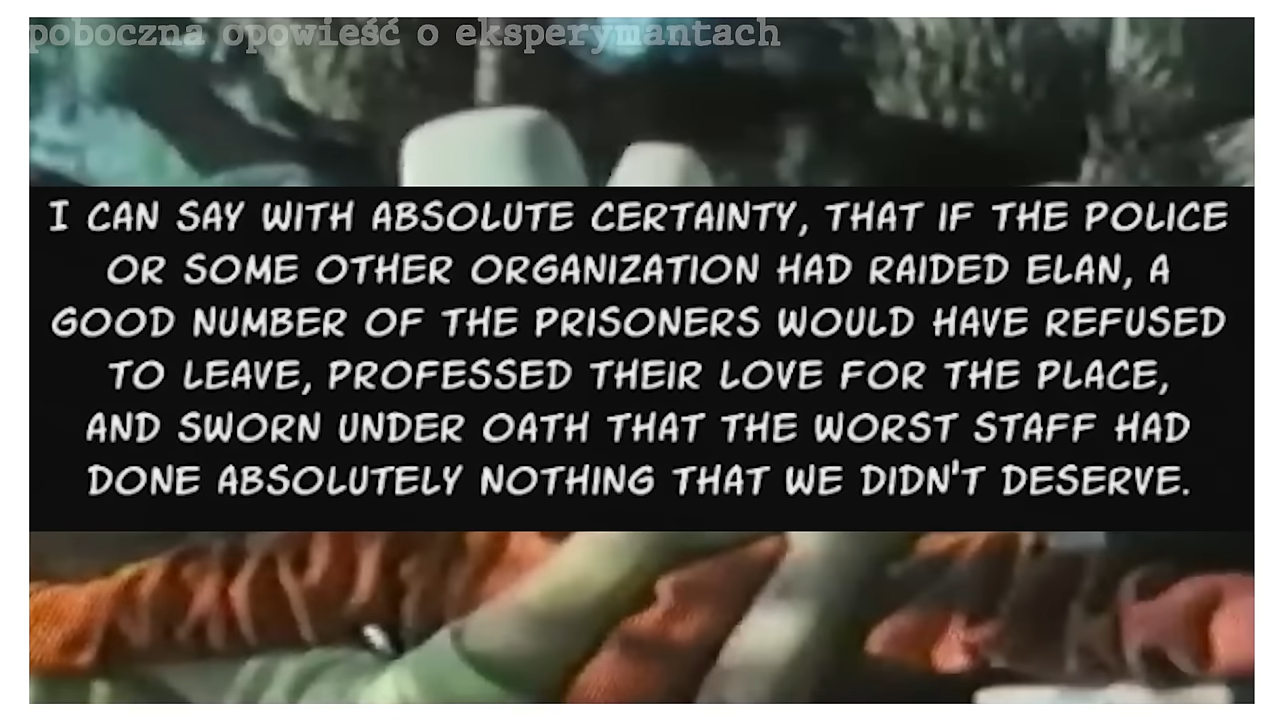 poboczna opowieść o eksperymantach
I CAN SAY WITH ABSOLUTE CERTAINTY, THAT IF THE POLICE
OR SOME OTHER ORGANIZATION HAD RAIDED ELAN, A
GOOD NUMBER OF THE PRISONERS WOULD HAVE REFUSED
TO LEAVE, PROFESSED THEIR LOVE FOR THE PLACE,
AND SWORN UNDER OATH THAT THE WORST STAFF HAD
DONE ABSOLUTELY NOTHING THAT WE DIDN'T DESERVE.